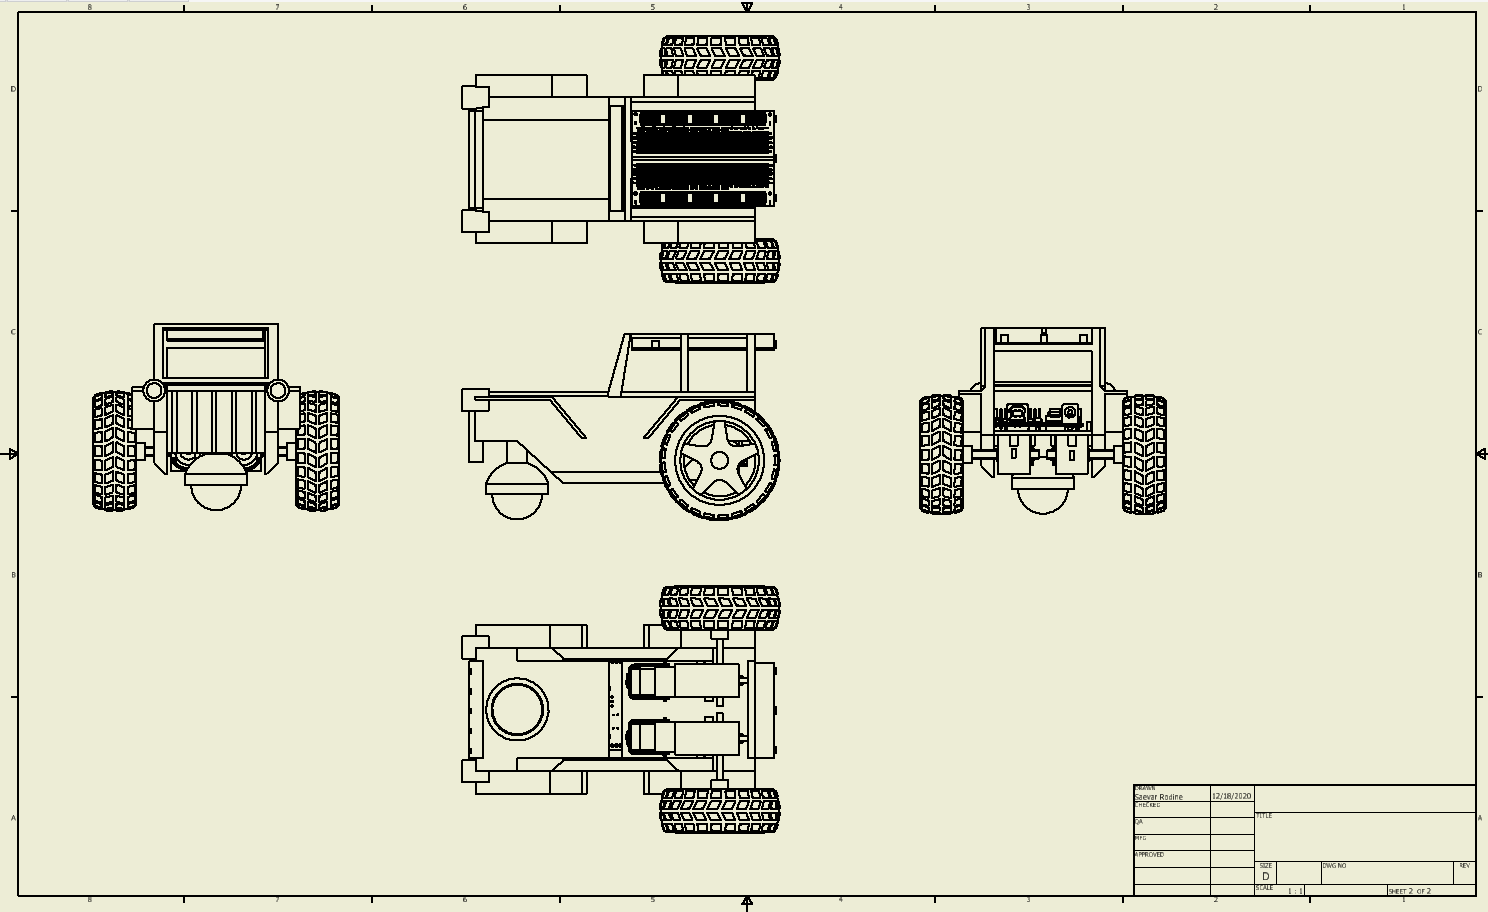 8 7 6 5 4 3 2 1
D D
C C
B B
A A
DRAWN
Saevar Rodine 12/18/2020
CHECKED
QA TITLE
MFG
APPROVED
SIZE DWG NO REV
D
SCALE 1 : 1 SHEET 2 OF 2
8 7 6 5 4 3 2 1